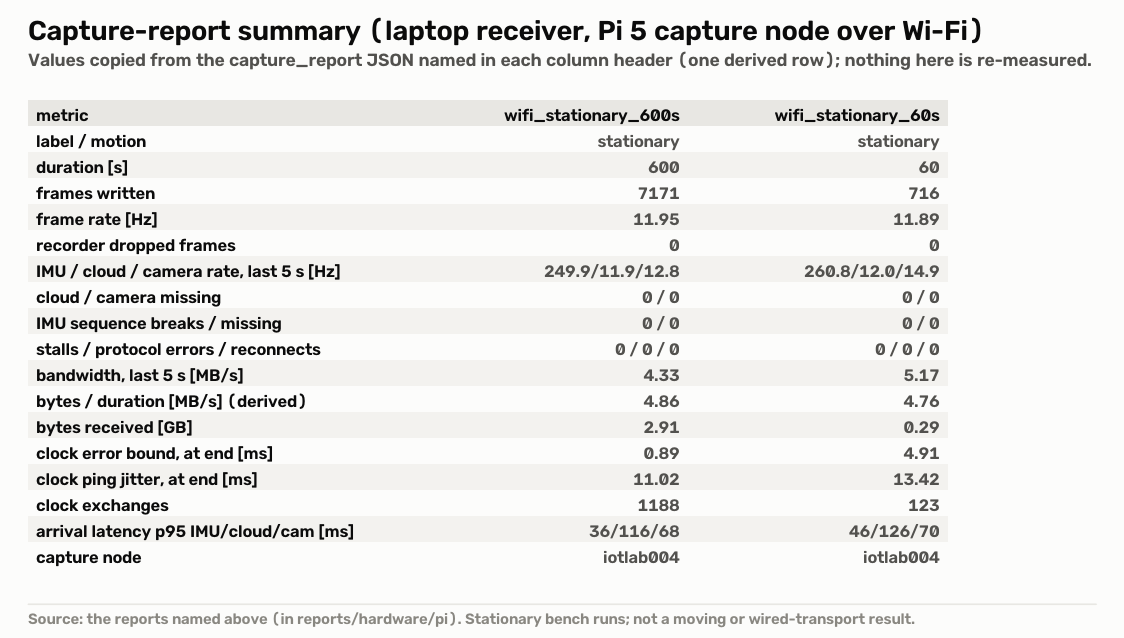 Capture-report summary (laptop receiver, Pi 5 capture node over Wi-Fi)
Values copied from the capture_report JSON named in each column header (one derived row); nothing here is re-measured.
metric wifi_stationary_600s wifi_stationary_60s
label / motion stationary stationary
duration [s] 600 60
frames written 7171 716
frame rate [Hz] 11.95 11.89
recorder dropped frames 0 0
IMU / cloud / camera rate, last 5 s [Hz] 249.9/11.9/12.8 260.8/12.0/14.9
cloud / camera missing 0 / 0 0 / 0
IMU sequence breaks / missing 0 / 0 0 / 0
stalls / protocol errors / reconnects 0 / 0 / 0 0 / 0 / 0
bandwidth, last 5 s [MB/s] 4.33 5.17
bytes / duration [MB/s] (derived) 4.86 4.76
bytes received [GB] 2.91 0.29
clock error bound, at end [ms] 0.89 4.91
clock ping jitter, at end [ms] 11.02 13.42
clock exchanges 1188 123
arrival latency p95 IMU/cloud/cam [ms] 36/116/68 46/126/70
capture node iotlab004 iotlab004
Source: the reports named above (in reports/hardware/pi). Stationary bench runs; not a moving or wired-transport result.